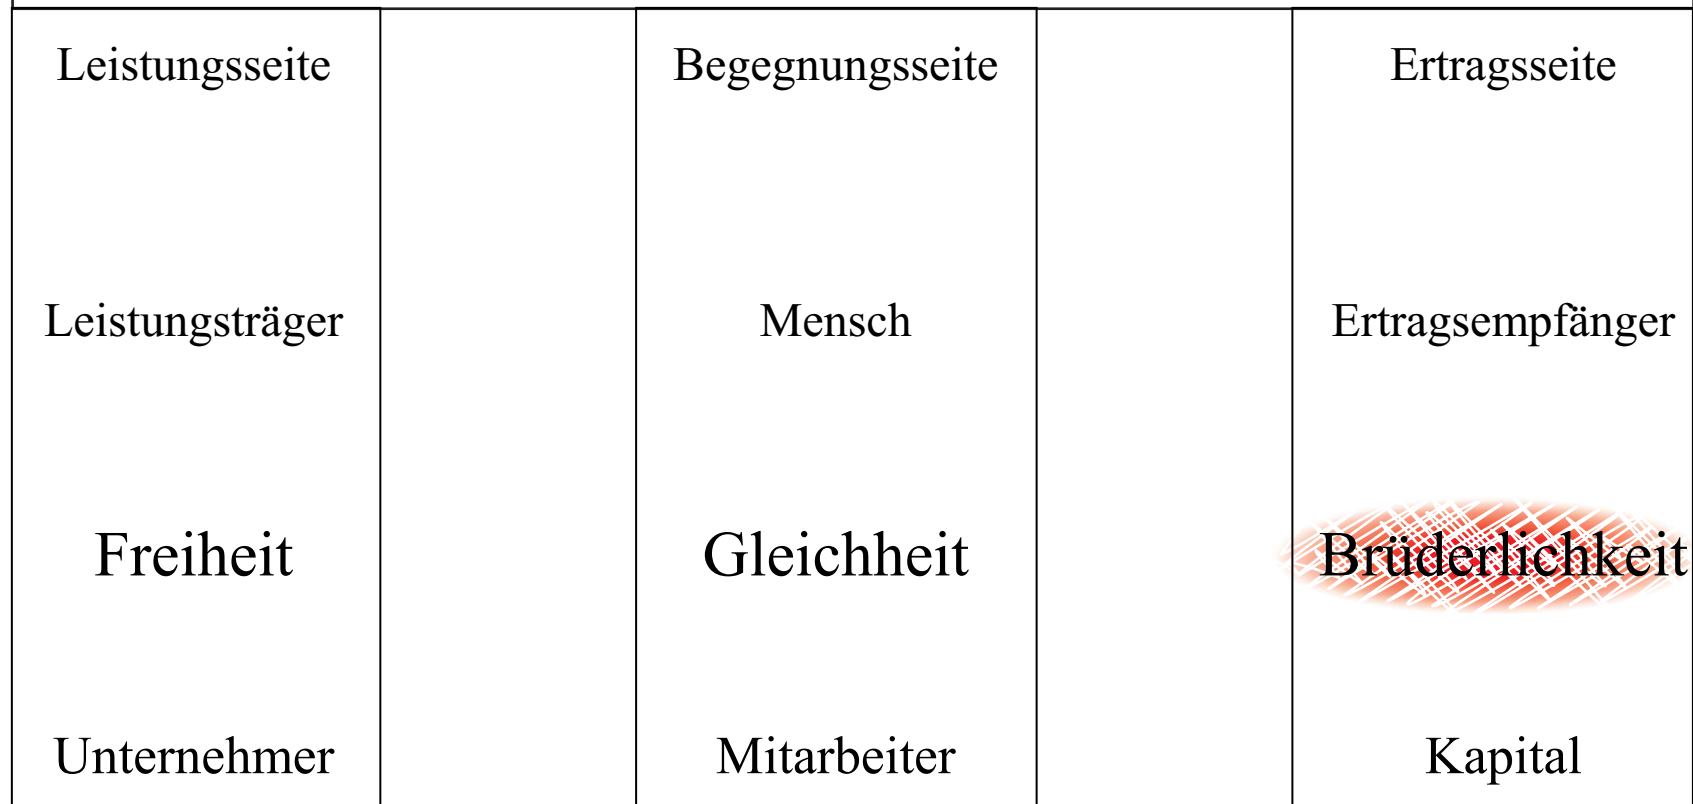 Leistungsseite Begegnungsseite Ertragsseite
Leistungsträger Mensch Ertragsempfänger
Freiheit Gleichheit Brüderlichkeit
Unternehmer Mitarbeiter Kapital